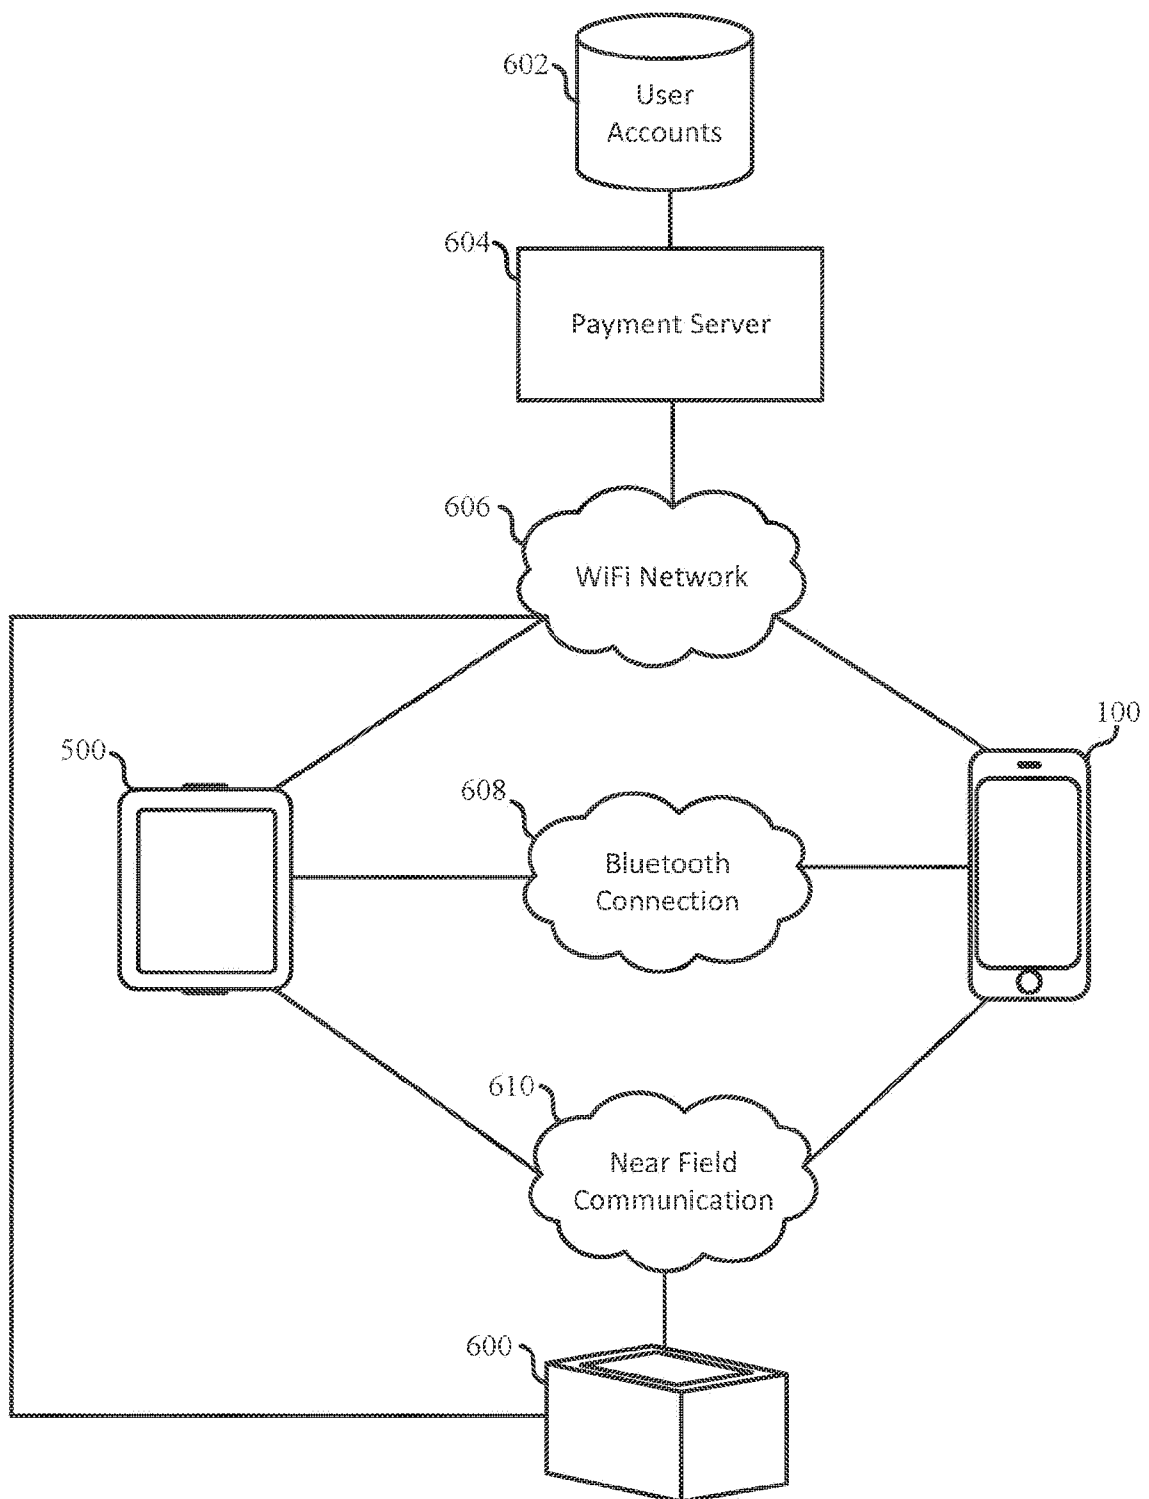 602
User
Accounts
604
Payment Server
606
WiFi Network
100
500
608
Bluetooth
Connection
610
Near Field
Communication
600